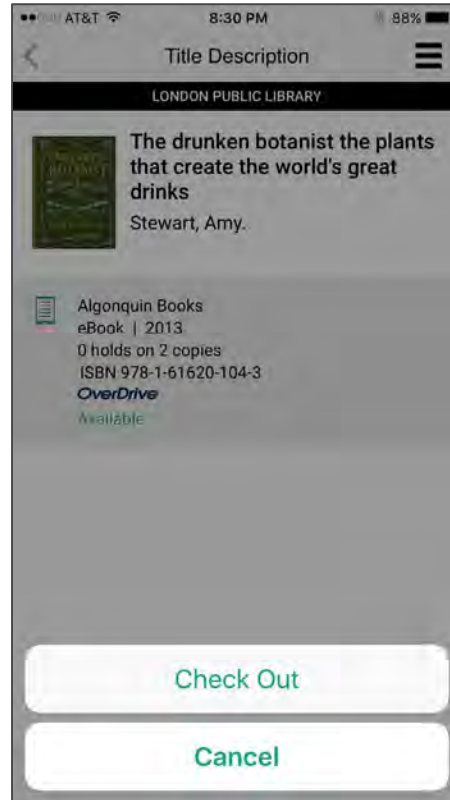 AT&T 8:30 PM 88%
Title Description
LONDON PUBLIC LIBRARY
The drunken botanist the plants
that create the world's great
drinks
Stewart, Amy.
Algonquin Books
eBook | 2013
0 holds on 2 copies
ISBN 978-1-61620-104-3
OverDrive
Available
Check Out
Cancel